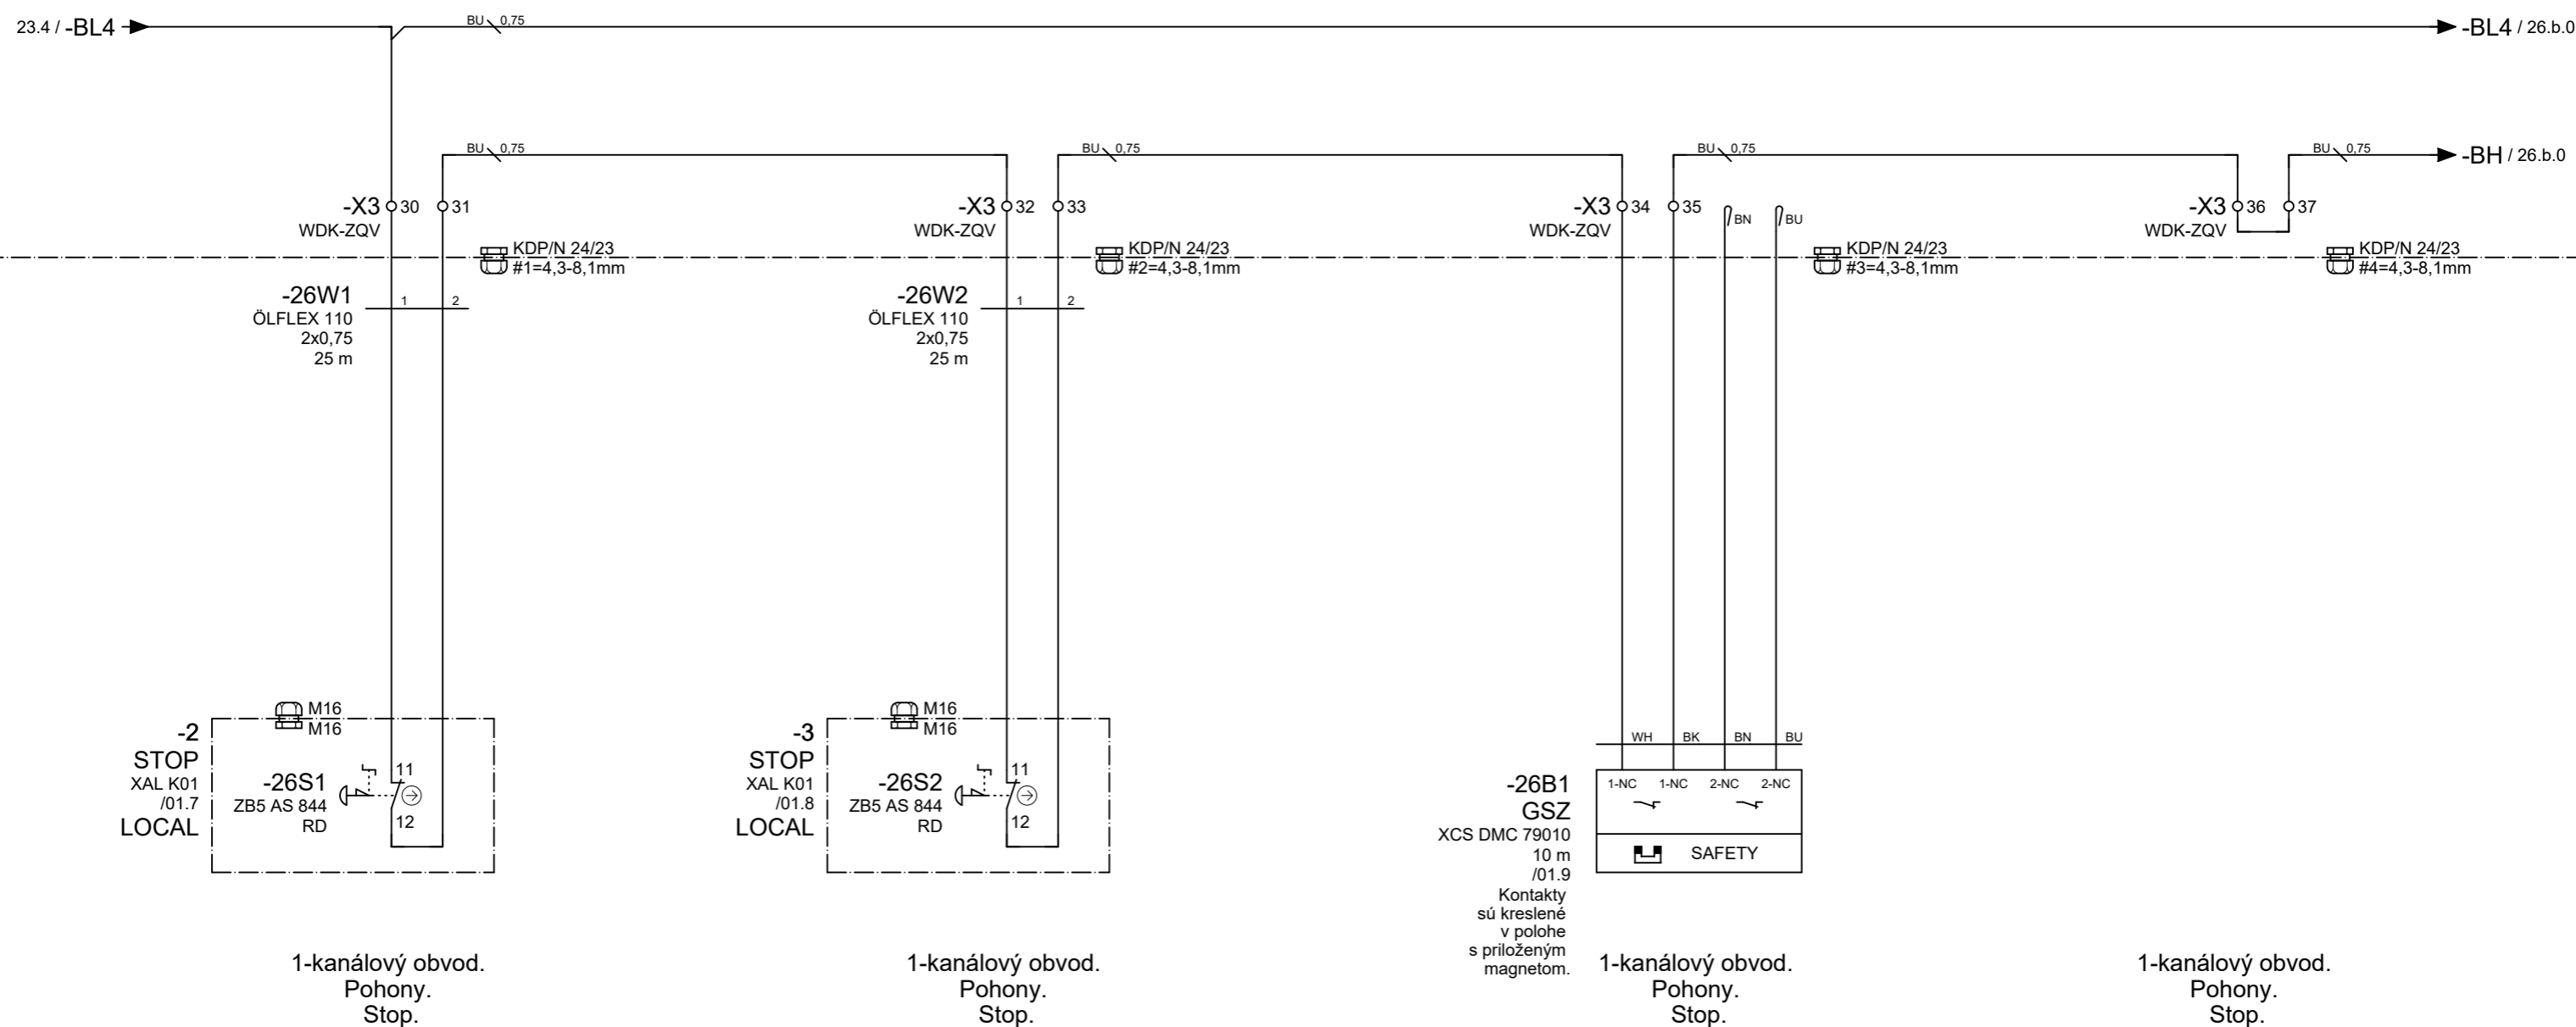 23.4 / -BL4
BU 0,75
-BL4 / 26.b.0
BU 0,75
BU 0,75
BU 0,75
BU 0,75
-BH / 26.b.0
-X3 30 31
WDK-ZQV
-X3 32 33
WDK-ZQV
-X3 34 35
WDK-ZQV
BN
BU
-X3 36 37
WDK-ZQV
KDP/N 24/23
#1=4,3-8,1mm
KDP/N 24/23
#2=4,3-8,1mm
KDP/N 24/23
#3=4,3-8,1mm
KDP/N 24/23
#4=4,3-8,1mm
-26W1 1 2
ÖLFLEX 110
2x0,75
25 m
-26W2 1 2
ÖLFLEX 110
2x0,75
25 m
M16
M16
-2
STOP
XAL K01
/01.7
LOCAL
-26S1
ZB5 AS 844
RD
11
12
M16
M16
-3
STOP
XAL K01
/01.8
LOCAL
-26S2
ZB5 AS 844
RD
11
12
WH BK BN BU
1-NC 1-NC 2-NC 2-NC
SAFETY
-26B1
GSZ
XCS DMC 79010
10 m
/01.9
Kontakty
sú kreslené
v polohe
s priloženým
magnetom.
1-kanálový obvod.
Pohony.
Stop.
1-kanálový obvod.
Pohony.
Stop.
1-kanálový obvod.
Pohony.
Stop.
1-kanálový obvod.
Pohony.
Stop.